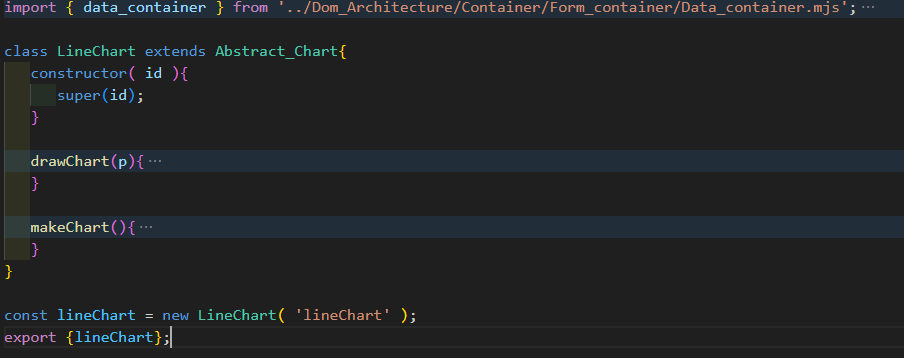 import { data_container } from '../Dom_Architecture/Container/Form_container/Data_container.mjs';⋯
class LineChart extends Abstract_Chart{
constructor( id ){
super(id);
}
drawChart(p){⋯
}
makeChart(){⋯
}
}
const lineChart = new LineChart( 'lineChart' );
export {lineChart};